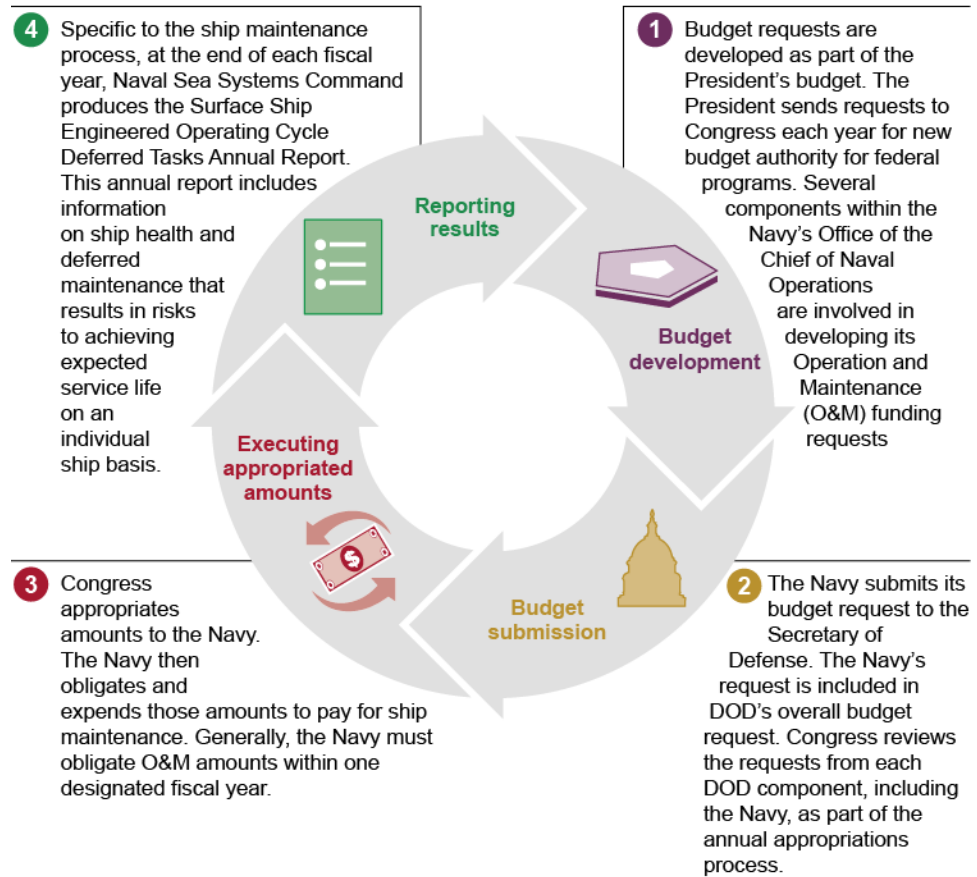 4
Specific to the ship maintenance
process, at the end of each fiscal
year, Naval Sea Systems Command
produces the Surface Ship
Engineered Operating Cycle
Deferred Tasks Annual Report.
This annual report includes
information
on ship health and
deferred
maintenance that
results in risks
to achieving
expected
service life
on an
individual
ship basis.
1
Budget requests are
developed as part of the
President’s budget. The
President sends requests to
Congress each year for new
budget authority for federal
programs. Several
components within the
Navy’s Office of the
Chief of Naval
Operations
are involved in
developing its
Operation and
Maintenance
(O&M) funding
requests
Reporting
results
Budget
development
Executing
appropriated
amounts
$
Budget
submission
3
Congress
appropriates
amounts to the Navy.
The Navy then
obligates and
expends those amounts to pay for ship
maintenance. Generally, the Navy must
obligate O&M amounts within one
designated fiscal year.
2
The Navy submits its
budget request to the
Secretary of
Defense. The Navy’s
request is included in
DOD’s overall budget
request. Congress reviews
the requests from each
DOD component, including
the Navy, as part of the
annual appropriations
process.